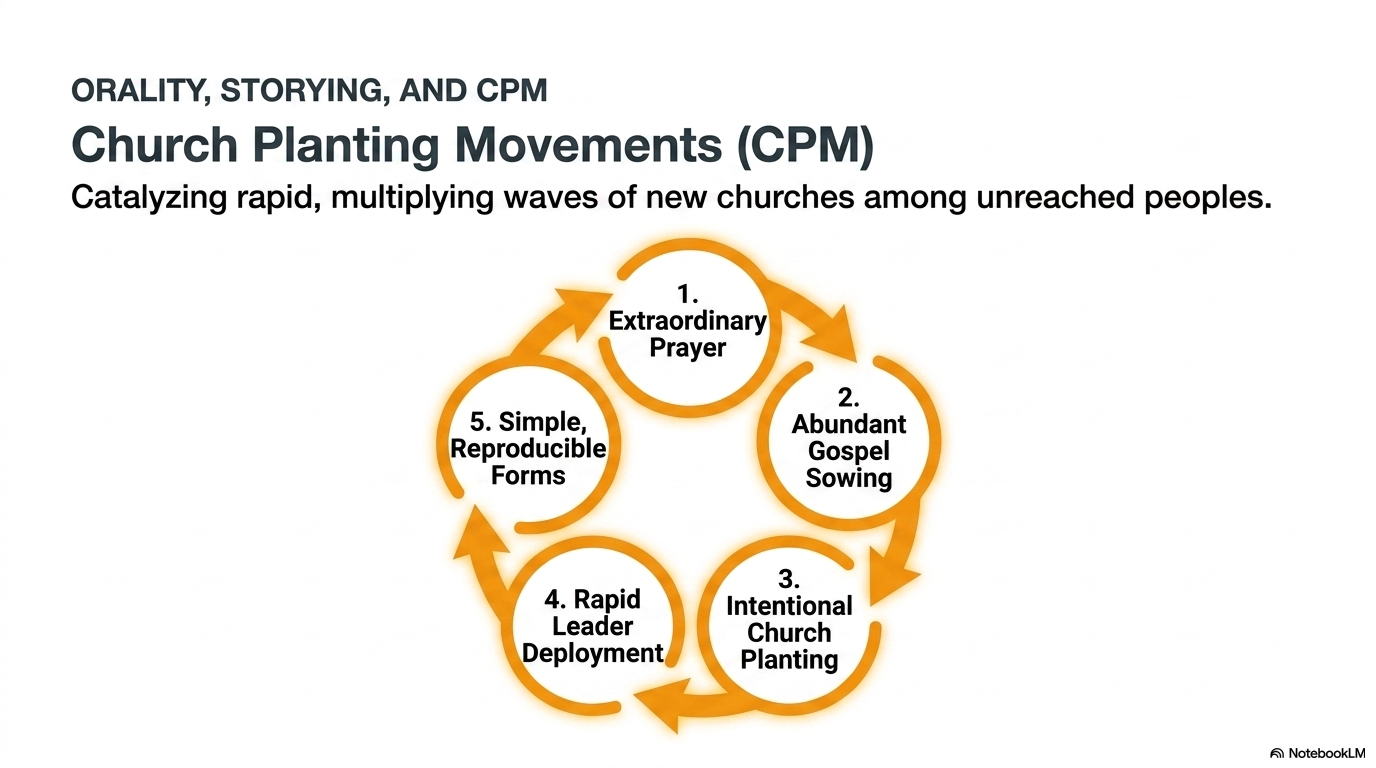 ORALITY, STORYING, AND CPM
Church Planting Movements (CPM)
Catalyzing rapid, multiplying waves of new churches among unreached peoples.
1.
Extraordinary
Prayer
2.
Abundant
Gospel
Sowing
3.
Intentional
Church
Planting
4. Rapid
Leader
Deployment
5. Simple,
Reproducible
Forms
NotebookLM